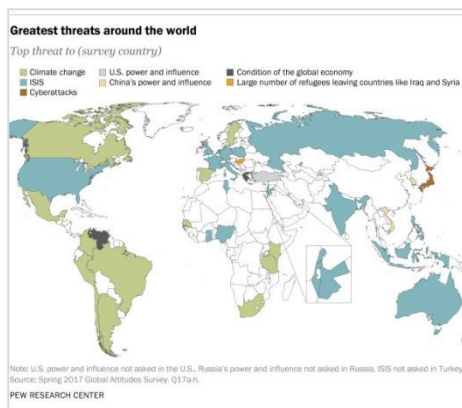 Greatest threats around the world
Top threat to (survey country)
Climate change
U.S. power and influence
Condition of the global economy
ISIS
China's power and influence
Large number of refugees leaving countries like Iraq and Syria
Cyberattacks
Note: U.S. power and influence not asked in the U.S., Russia's power and influence not asked in Russia, ISIS not asked in Turkey
Source: Spring 2017 Global Attitudes Survey. Q17a-h.
PEW RESEARCH CENTER